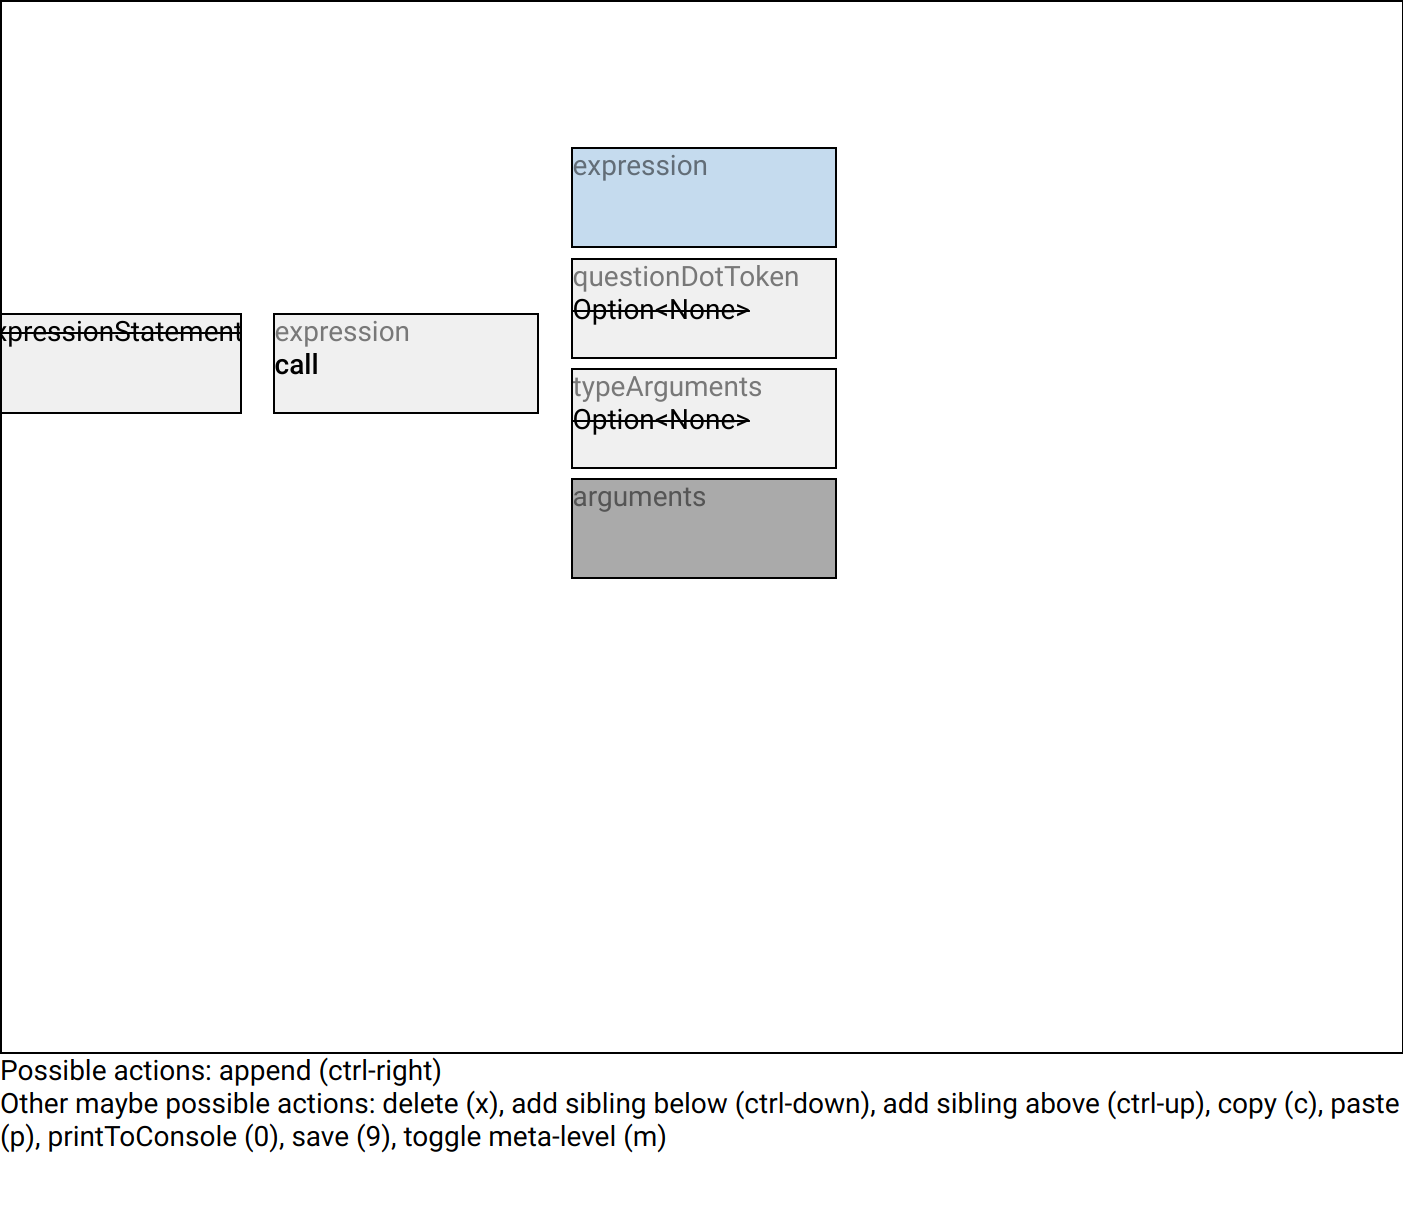 expression
questionDotToken
Option<None>
xpressionStatement
expression
call
typeArguments
Option<None>
arguments
Possible actions: append (ctrl-right)
Other maybe possible actions: delete (x), add sibling below (ctrl-down), add sibling above (ctrl-up), copy (c), paste
(p), printToConsole (0), save (9), toggle meta-level (m)